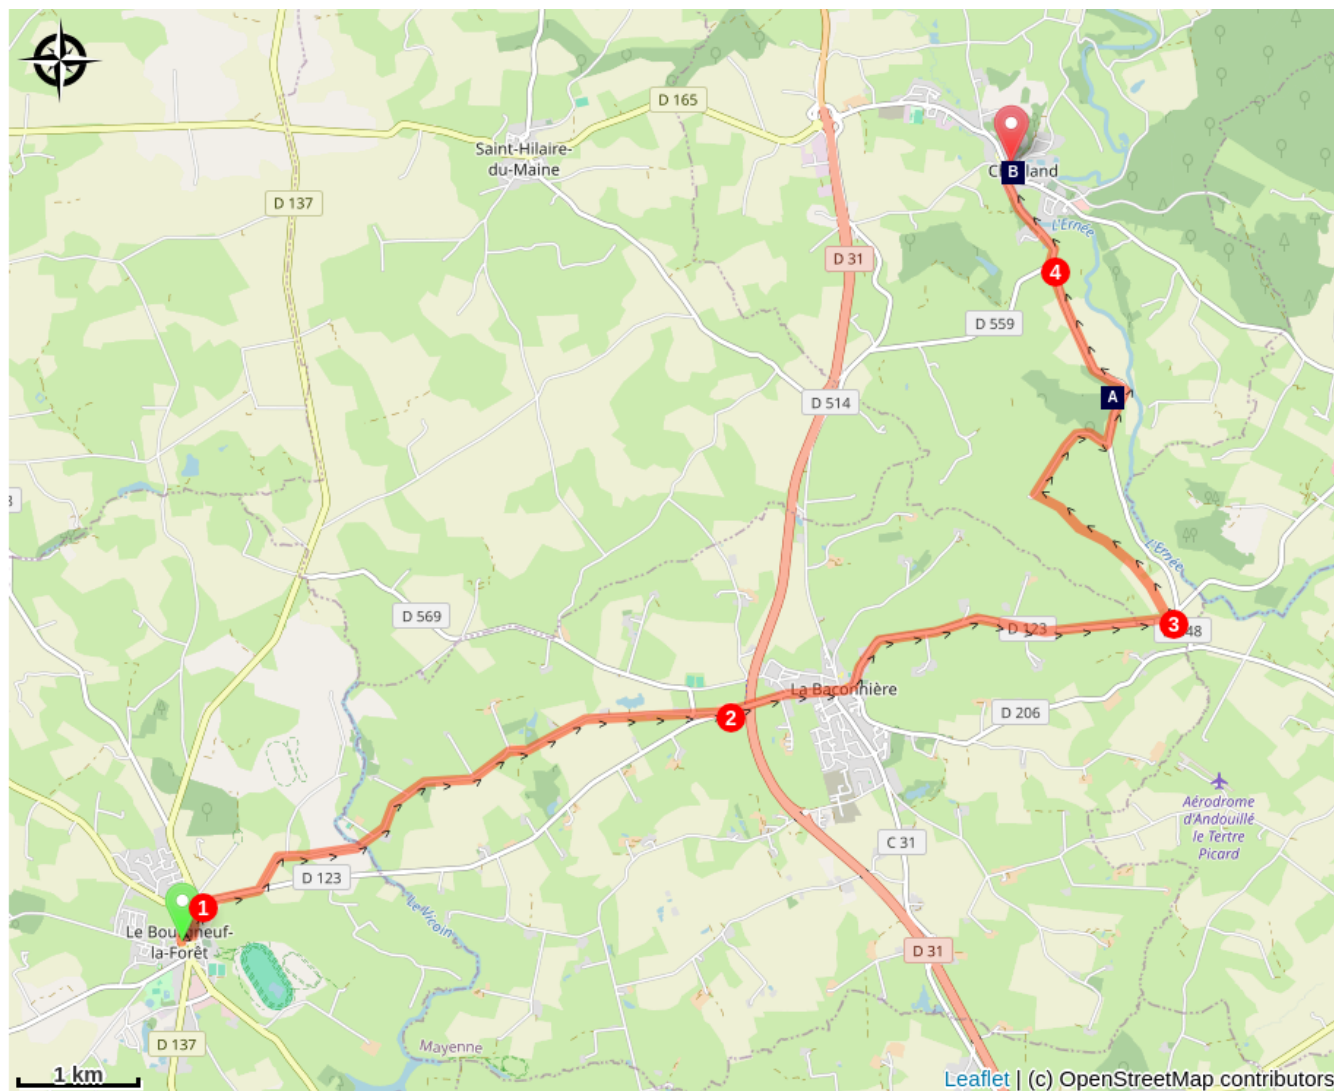 D 165
Saint-Hilaire-
du-Maine
D 137
B
L'Ernée
D 31
4
D 559
A
D 514
L'Ernée
D 569
3
D 123
48
La Baconnière
2
D 206
Aérodrome
d'Andouillé
le Tertre
Picard
C 31
D 123
1
Le Vicoin
Le Bourgneuf-
la-Forêt
D 31
D 137
Mayenne
1 km
Leaflet | (c) OpenStreetMap contributors